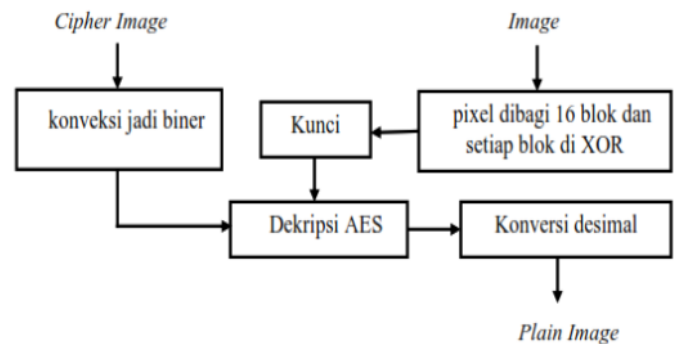 Cipher Image
Image
konveksi jadi biner
Kunci
pixel dibagi 16 blok dan
setiap blok di XOR
Dekripsi AES
Konversi desimal
Plain Image